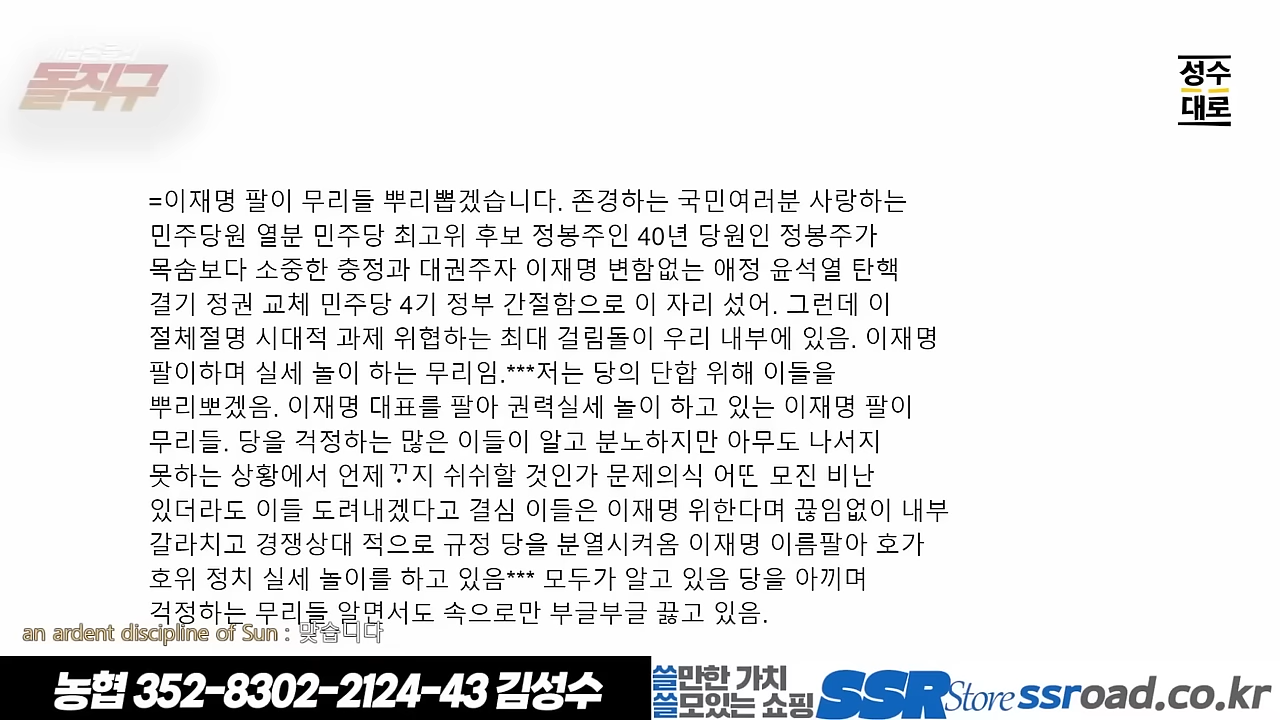 돌직구
성수
대로
=이재명 팔이 무리들 뿌리뽑겠습니다. 존경하는 국민여러분 사랑하는
민주당원 열분 민주당 최고위 후보 정봉주인 40년 당원인 정봉주가
목숨보다 소중한 충정과 대권주자 이재명 변함없는 애정 윤석열 탄핵
결기 정권 교체 민주당 4기 정부 간절함으로 이 자리 섰어. 그런데 이
절체절명 시대적 과제 위협하는 최대 걸림돌이 우리 내부에 있음. 이재명
팔이하며 실세 놀이 하는 무리임.***저는 당의 단합 위해 이들을
뿌리뽀겠음. 이재명 대표를 팔아 권력실세 놀이 하고 있는 이재명 팔이
무리들. 당을 걱정하는 많은 이들이 알고 분노하지만 아무도 나서지
못하는 상황에서 언제ᄁᆞ지 쉬쉬할 것인가 문제의식 어떤 모진 비난
있더라도 이들 도려내겠다고 결심 이들은 이재명 위한다며 끊임없이 내부
갈라치고 경쟁상대 적으로 규정 당을 분열시켜옴 이재명 이름팔아 호가
호위 정치 실세 놀이를 하고 있음*** 모두가 알고 있음 당을 아끼며
걱정하는 무리들 알면서도 속으로만 부글부글 끓고 있음.
an ardent discipline of Sun : 맞습니다
농협 352-8302-2124-43 김성수
쓸만한 가치
쓸모있는 쇼핑
SSR Store ssroad.co.kr